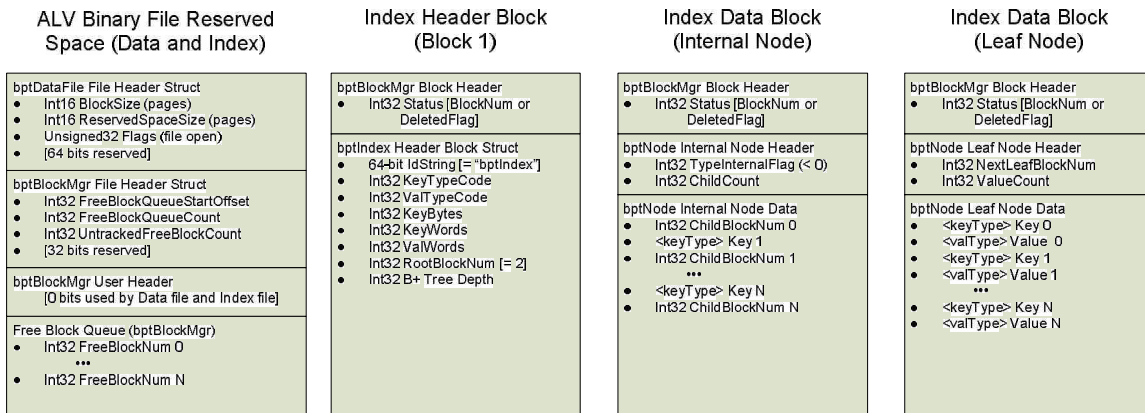 ALV Binary File Reserved
Space (Data and Index)
bptDataFile File Header Struct
• Int16 BlockSize (pages)
• Int16 ReservedSpaceSize (pages)
• Unsigned32 Flags (file open)
• [64 bits reserved]
bptBlockMgr File Header Struct
• Int32 FreeBlockQueueStartOffset
• Int32 FreeBlockQueueCount
• Int32 UntrackedFreeBlockCount
• [32 bits reserved]
bptBlockMgr User Header
[0 bits used by Data file and Index file]
Free Block Queue (bptBlockMgr)
• Int32 FreeBlockNum 0
•••
• Int32 FreeBlockNum N
Index Header Block
(Block 1)
bptBlockMgr Block Header
• Int32 Status [BlockNum or
DeletedFlag]
bptIndex Header Block Struct
• 64-bit IdString [= “bptIndex”]
• Int32 KeyTypeCode
• Int32 ValTypeCode
• Int32 KeyBytes
• Int32 KeyWords
• Int32 ValWords
• Int32 RootBlockNum [= 2]
• Int32 B+ Tree Depth
Index Data Block
(Internal Node)
bptBlockMgr Block Header
• Int32 Status [BlockNum or
DeletedFlag]
bptNode Internal Node Header
• Int32 TypeInternalFlag (< 0)
• Int32 ChildCount
bptNode Internal Node Data
• Int32 ChildBlockNum 0
• <keyType> Key 1
• Int32 ChildBlockNum 1
•••
• <keyType> Key N
• Int32 ChildBlockNum N
Index Data Block
(Leaf Node)
bptBlockMgr Block Header
• Int32 Status [BlockNum or
DeletedFlag]
bptNode Leaf Node Header
• Int32 NextLeafBlockNum
• Int32 ValueCount
bptNode Leaf Node Data
• <keyType> Key 0
• <valType> Value 0
• <keyType> Key 1
• <valType> Value 1
•••
• <keyType> Key N
• <valType> Value N